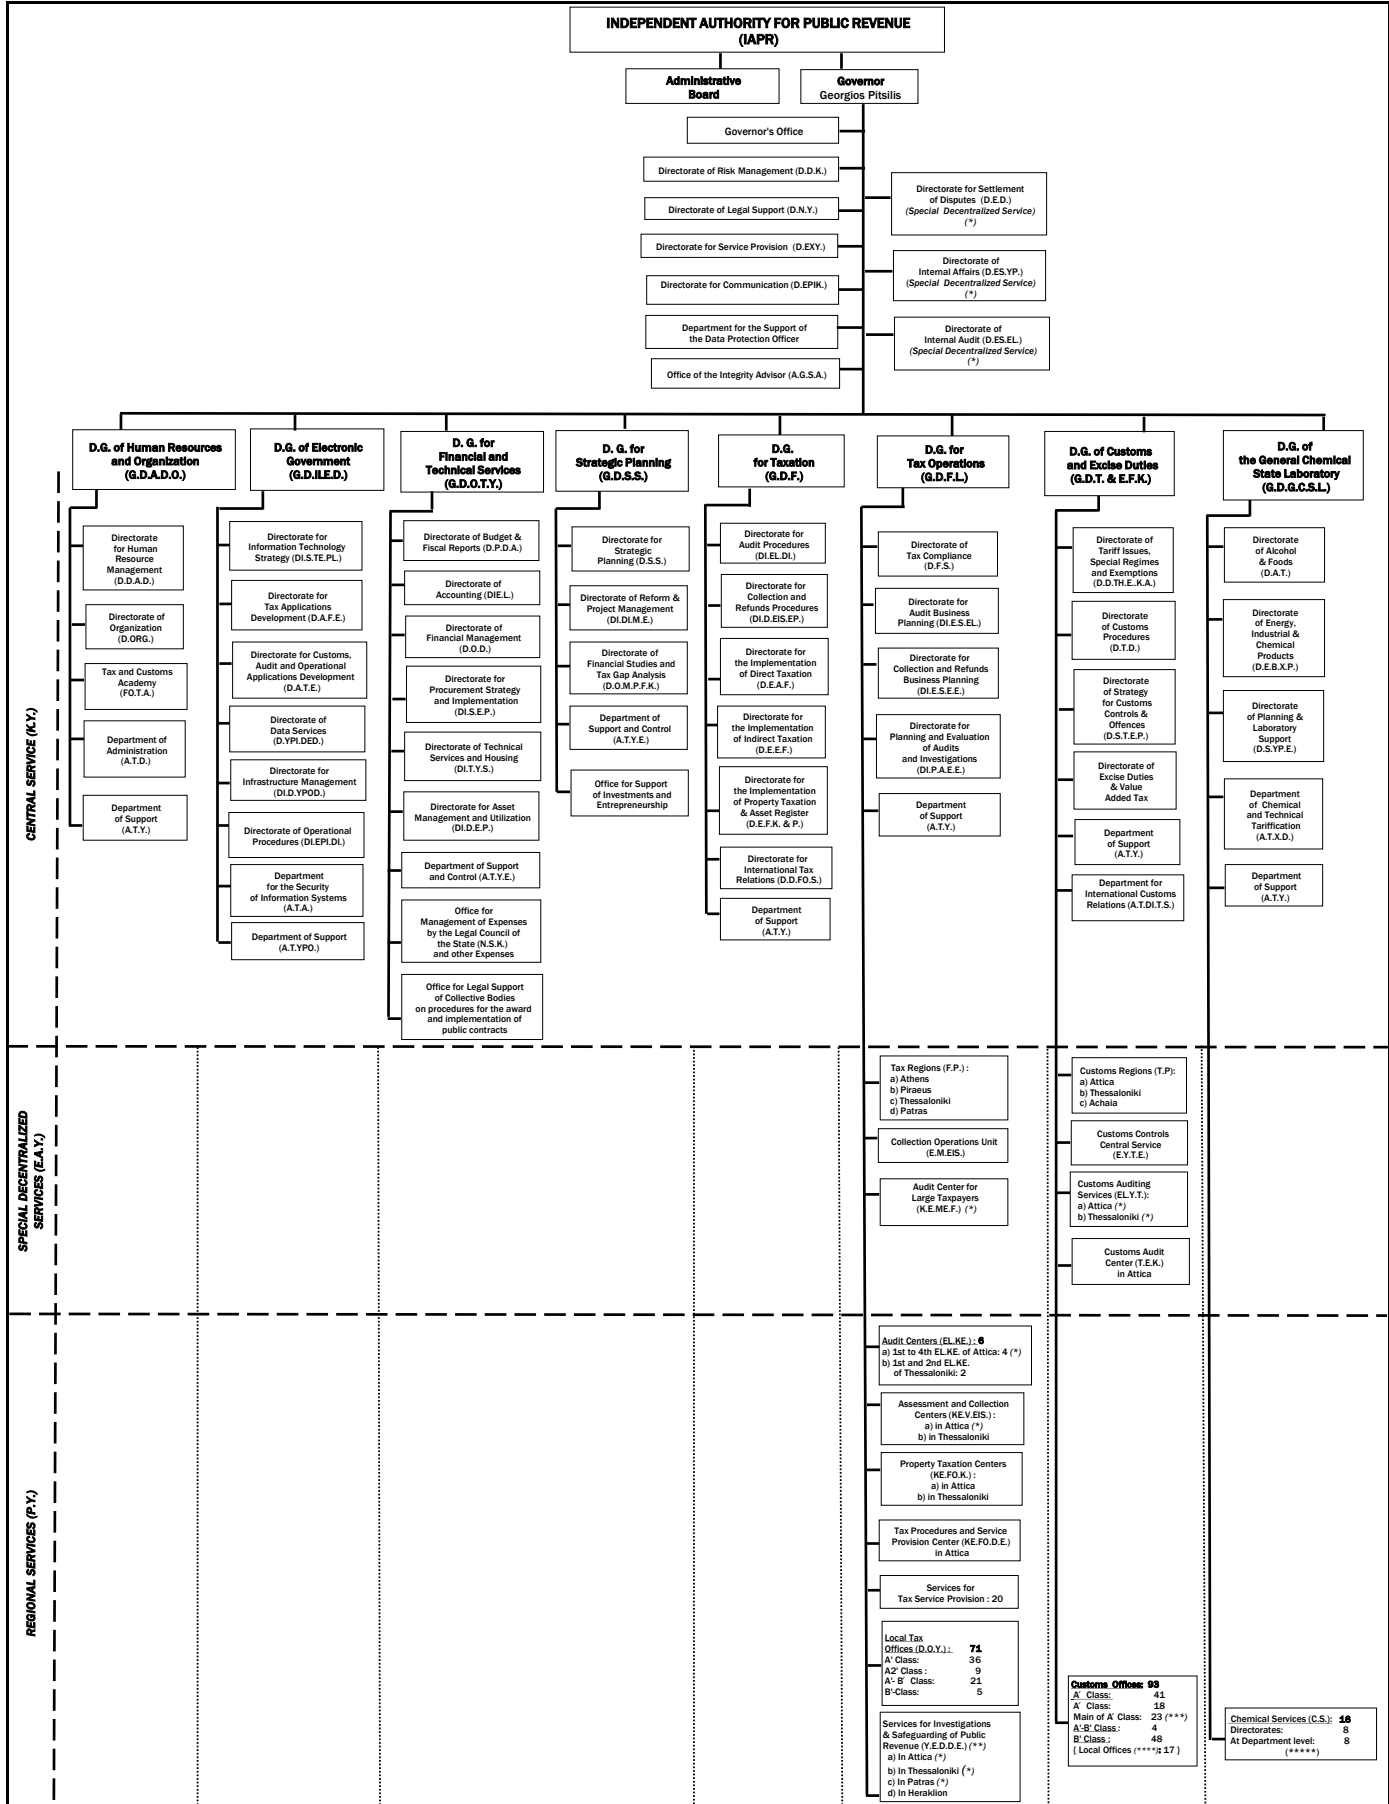 INDEPENDENT AUTHORITY FOR PUBLIC REVENUE
(IAPR)
Administrative
Board
Governor
Georgios Pitsilis
Governor's Office
Directorate of Risk Management (D.D.K.)
Directorate of Legal Support (D.N.Y.)
Directorate for Service Provision (D.EXY.)
Directorate for Communication (D.EPIK.)
Department for the Support of
the Data Protection Officer
Office of the Integrity Advisor (A.G.S.A.)
Directorate for Settlement
of Disputes (D.E.D.)
(Special Decentralized Service)
(*)
Directorate of
Internal Affairs (D.ES.YP.)
(Special Decentralized Service)
(*)
Directorate of
Internal Audit (D.ES.EL.)
(Special Decentralized Service)
(*)
CENTRAL SERVICE (K.Y.)
D.G. of Human Resources
and Organization
(G.D.A.D.O.)
Directorate
for Human
Resource
Management
(D.D.A.D.)
Directorate of
Organization
(D.ORG.)
Tax and Customs
Academy
(FO.T.A.)
Department of
Administration
(A.T.D.)
Department
of Support
(A.T.Y.)
D.G. of Electronic
Government
(G.D.ILE.D.)
Directorate for
Information Technology
Strategy (DI.S.TE.PL.)
Directorate for
Tax Applications
Development (D.A.F.E.)
Directorate for Customs,
Audit and Operational
Applications Development
(D.A.T.E.)
Directorate of
Data Services
(D.YPI.DED.)
Directorate for
Infrastructure Management
(DI.D.YPOD.)
Directorate of Operational
Procedures (DI.EPI.DI.)
Department
for the Security
of Information Systems
(A.T.A.)
Department of Support
(A.T.YPO.)
D. G. for
Financial and
Technical Services
(G.D.O.T.Y.)
Directorate of Budget &
Fiscal Reports (D.P.D.A.)
Directorate of
Accounting (DIE.L.)
Directorate of
Financial Management
(D.O.D.)
Directorate for
Procurement Strategy
and Implementation
(DI.S.E.P.)
Directorate of Technical
Services and Housing
(DI.T.Y.S.)
Directorate for Asset
Management and Utilization
(DI.D.E.P.)
Department of Support
and Control (A.T.Y.E.)
Office for
Management of Expenses
by the Legal Council of
the State (N.S.K.)
and other Expenses
Office for Legal Support
of Collective Bodies
on procedures for the award
and implementation of
public contracts
D. G. for
Strategic Planning
(G.D.S.S.)
Directorate for
Strategic
Planning (D.S.S.)
Directorate of Reform &
Project Management
(DI.DI.M.E.)
Directorate of
Financial Studies and
Tax Gap Analysis
(D.O.M.P.F.K.)
Department of
Support and Control
(A.T.Y.E.)
Office for Support
of Investments and
Entrepreneurship
D.G.
for Taxation
(G.D.F.)
Directorate for
Audit Procedures
(DI.EL.DI.)
Directorate for
Collection and
Refunds Procedures
(DI.D.EIS.EP.)
Directorate for
the Implementation
of Direct Taxation
(D.E.A.F.)
Directorate for
the Implementation
of Indirect Taxation
(D.E.E.F.)
Directorate for
the Implementation
of Property Taxation
& Asset Register
(D.E.F.K. & P.)
Directorate for
International Tax
Relations (D.D.FO.S.)
Department
of Support
(A.T.Y.)
D.G. for
Tax Operations
(G.D.F.L.)
Directorate of
Tax Compliance
(D.F.S.)
Directorate for
Audit Business
Planning (DI.E.S.EL.)
Directorate for
Collection and Refunds
Business Planning
(DI.E.S.E.E.)
Directorate for
Planning and Evaluation
of Audits
and Investigations
(DI.P.A.E.E.)
Department
of Support
(A.T.Y.)
D.G. of Customs
and Excise Duties
(G.D.T. & E.F.K.)
Directorate of
Tariff Issues,
Special Regimes
and Exemptions
(D.D.TH.E.K.A.)
Directorate
of Customs
Procedures
(D.T.D.)
Directorate
of Strategy
for Customs
Controls &
Offences
(D.S.T.E.P.)
Directorate of
Excise Duties
& Value
Added Tax
Department
of Support
(A.T.Y.)
Department for
International Customs
Relations (A.T.DI.T.S.)
D.G. of
the General Chemical
State Laboratory
(G.D.G.C.S.L.)
Directorate
of Alcohol
& Foods
(D.A.T.)
Directorate
of Energy,
Industrial &
Chemical
Products
(D.E.B.X.P.)
Directorate
of Planning &
Laboratory
Support
(D.S.YP.E.)
Department
of Chemical
and Technical
Tariffication
(A.T.X.D.)
Department
of Support
(A.T.Y.)
SPECIAL DECENTRALIZED
SERVICES (E.A.Y.)
Tax Regions (F.P.) :
a) Athens
b) Piraeus
c) Thessaloniki
d) Patras
Collection Operations Unit
(E.M.EIS.)
Audit Center for
Large Taxpayers
(K.E.ME.F.) (*)
Customs Regions (T.P):
a) Attica
b) Thessaloniki
c) Achaia
Customs Controls
Central Service
(E.Y.T.E.)
Customs Auditing
Services (EL.Y.T.):
a) Attica (*)
b) Thessaloniki (*)
Customs Audit
Center (T.E.K.)
in Attica
REGIONAL SERVICES (P.Y.)
Audit Centers (EL.KE.) : 6
a) 1st to 4th EL.KE. of Attica: 4 (*)
b) 1st and 2nd EL.KE.
of Thessaloniki: 2
Assessment and Collection
Centers (KE.V.EIS.) :
a) in Attica (*)
b) in Thessaloniki
Property Taxation Centers
(KE.FO.K.) :
a) in Attica
b) in Thessaloniki
Tax Procedures and Service
Provision Center (KE.FO.D.E.)
in Attica
Services for
Tax Service Provision : 20
Local Tax
Offices (D.O.Y.) : 71
A' Class: 36
A2' Class : 9
A'- B' Class: 21
B'-Class: 5
Services for Investigations
& Safeguarding of Public
Revenue (Y.E.D.D.E.) (**)
a) In Attica (*)
b) In Thessaloniki (*)
c) In Patras (*)
d) In Heraklion
Customs Offices: 93
A' Class: 41
A' Class: 18
Main of A' Class: 23 (***)
A'-B' Class : 4
B' Class : 48
{ Local Offices (****): 17 }
Chemical Services (C.S.): 16
Directorates: 8
At Department level: 8
(*****)